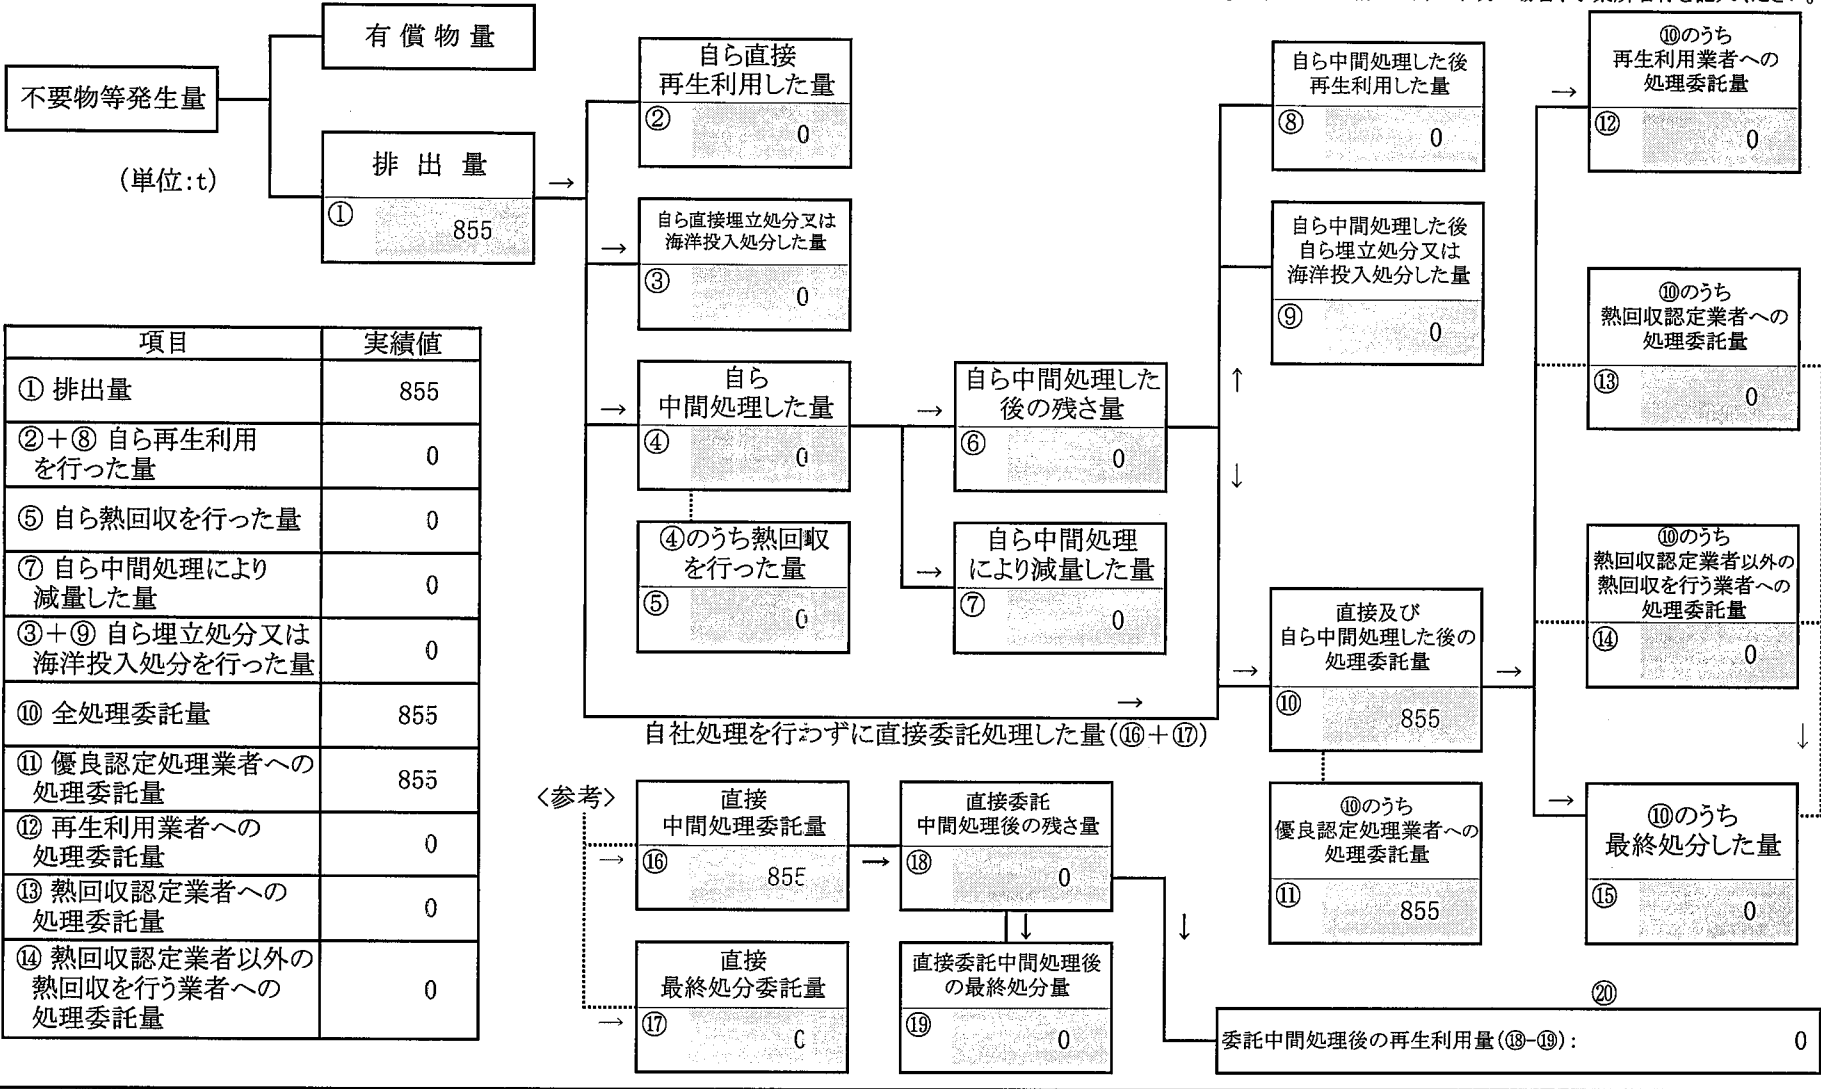 不要物等発生量
有償物量
(単位:t)
排出量
① 855
自ら直接
再生利用した量
② 0
自ら直接埋立処分又は
海洋投入処分した量
③ 0
自ら
中間処理した量
④ 0
④のうち熱回収
を行った量
⑤ 0
自ら中間処理した
後の残さ量
⑥ 0
自ら中間処理
により減量した量
⑦ 0
自ら中間処理した後
再生利用した量
⑧ 0
自ら中間処理した後
自ら埋立処分又は
海洋投入処分した量
⑨ 0
直接及び
自ら中間処理した後の
処理委託量
⑩ 855
⑩のうち
優良認定処理業者への
処理委託量
⑪ 855
⑩のうち
再生利用業者への
処理委託量
⑫ 0
⑩のうち
熱回収認定業者への
処理委託量
⑬ 0
⑩のうち
熱回収認定業者以外の
熱回収を行う業者への
処理委託量
⑭ 0
⑩のうち
最終処分した量
⑮ 0
自社処理を行わずに直接委託処理した量(⑯+⑰)
<参考>
直接
中間処理委託量
⑯ 855
直接
最終処分委託量
⑰ 0
直接委託
中間処理後の残さ量
⑱ 0
直接委託中間処理後
の最終処分量
⑲ 0
⑳
委託中間処理後の再生利用量(⑱-⑲): 0
項目 実績値
① 排出量 855
②+⑧ 自ら再生利用
を行った量 0
⑤ 自ら熱回収を行った量 0
⑦ 自ら中間処理により
減量した量 0
③+⑨ 自ら埋立処分又は
海洋投入処分を行った量 0
⑩ 全処理委託量 855
⑪ 優良認定処理業者への
処理委託量 855
⑫ 再生利用業者への
処理委託量 0
⑬ 熱回収認定業者への
処理委託量 0
⑭ 熱回収認定業者以外の
熱回収を行う業者への
処理委託量 0